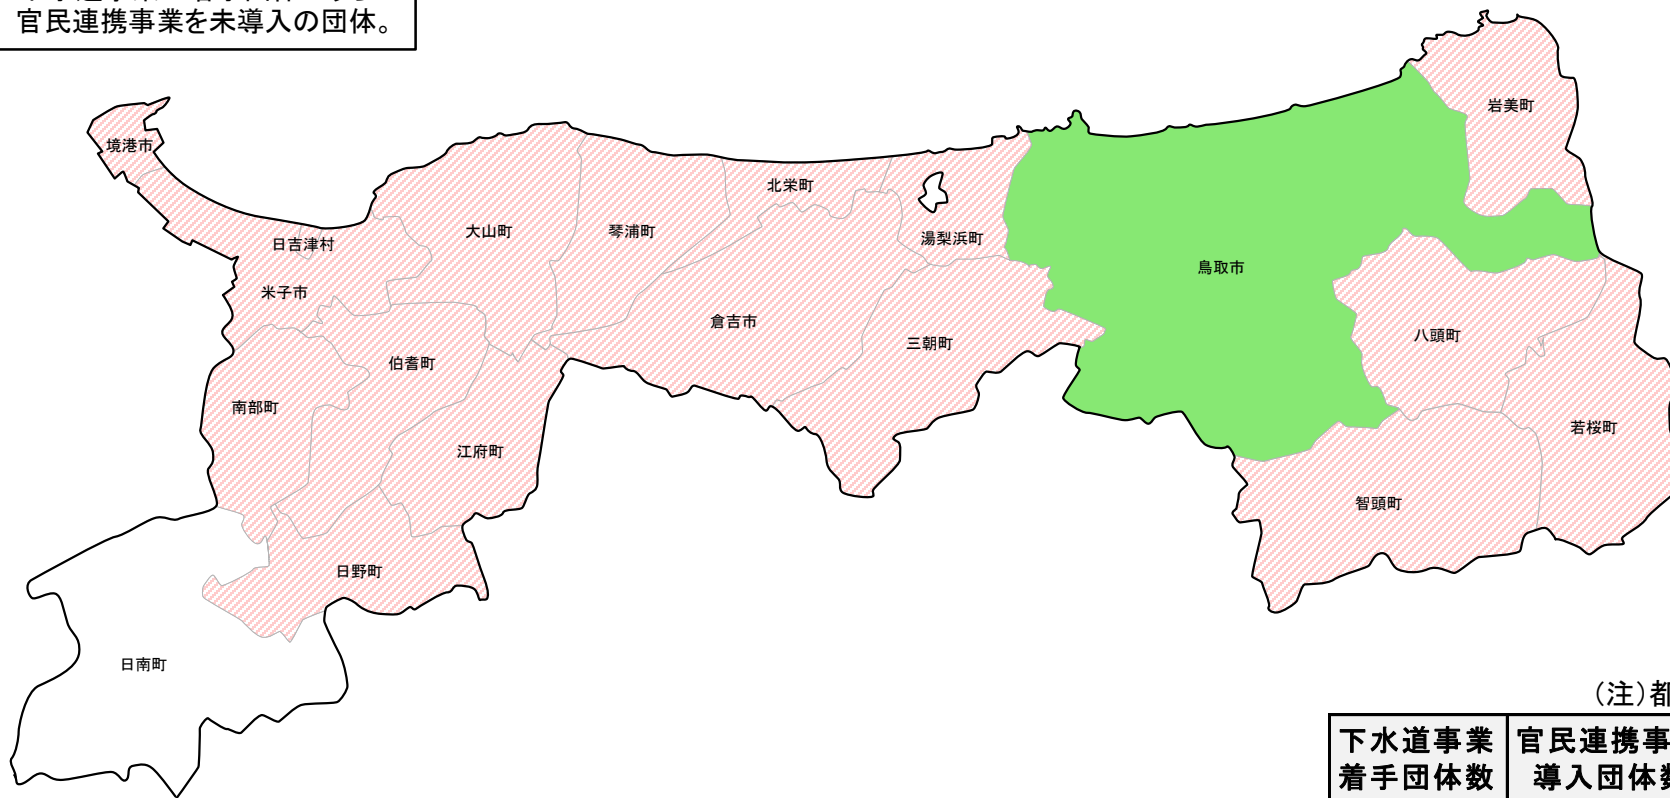 官民連携事業を未導入の団体。
岩美町
境港市
北栄町
大山町
琴浦町
湯梨浜町
日吉津村
鳥取市
米子市
倉吉市
八頭町
三朝町
伯耆町
南部町
若桜町
江府町
智頭町
日野町
日南町
（注）都
下水道事業
着手団体数
官民連携事
導入団体数